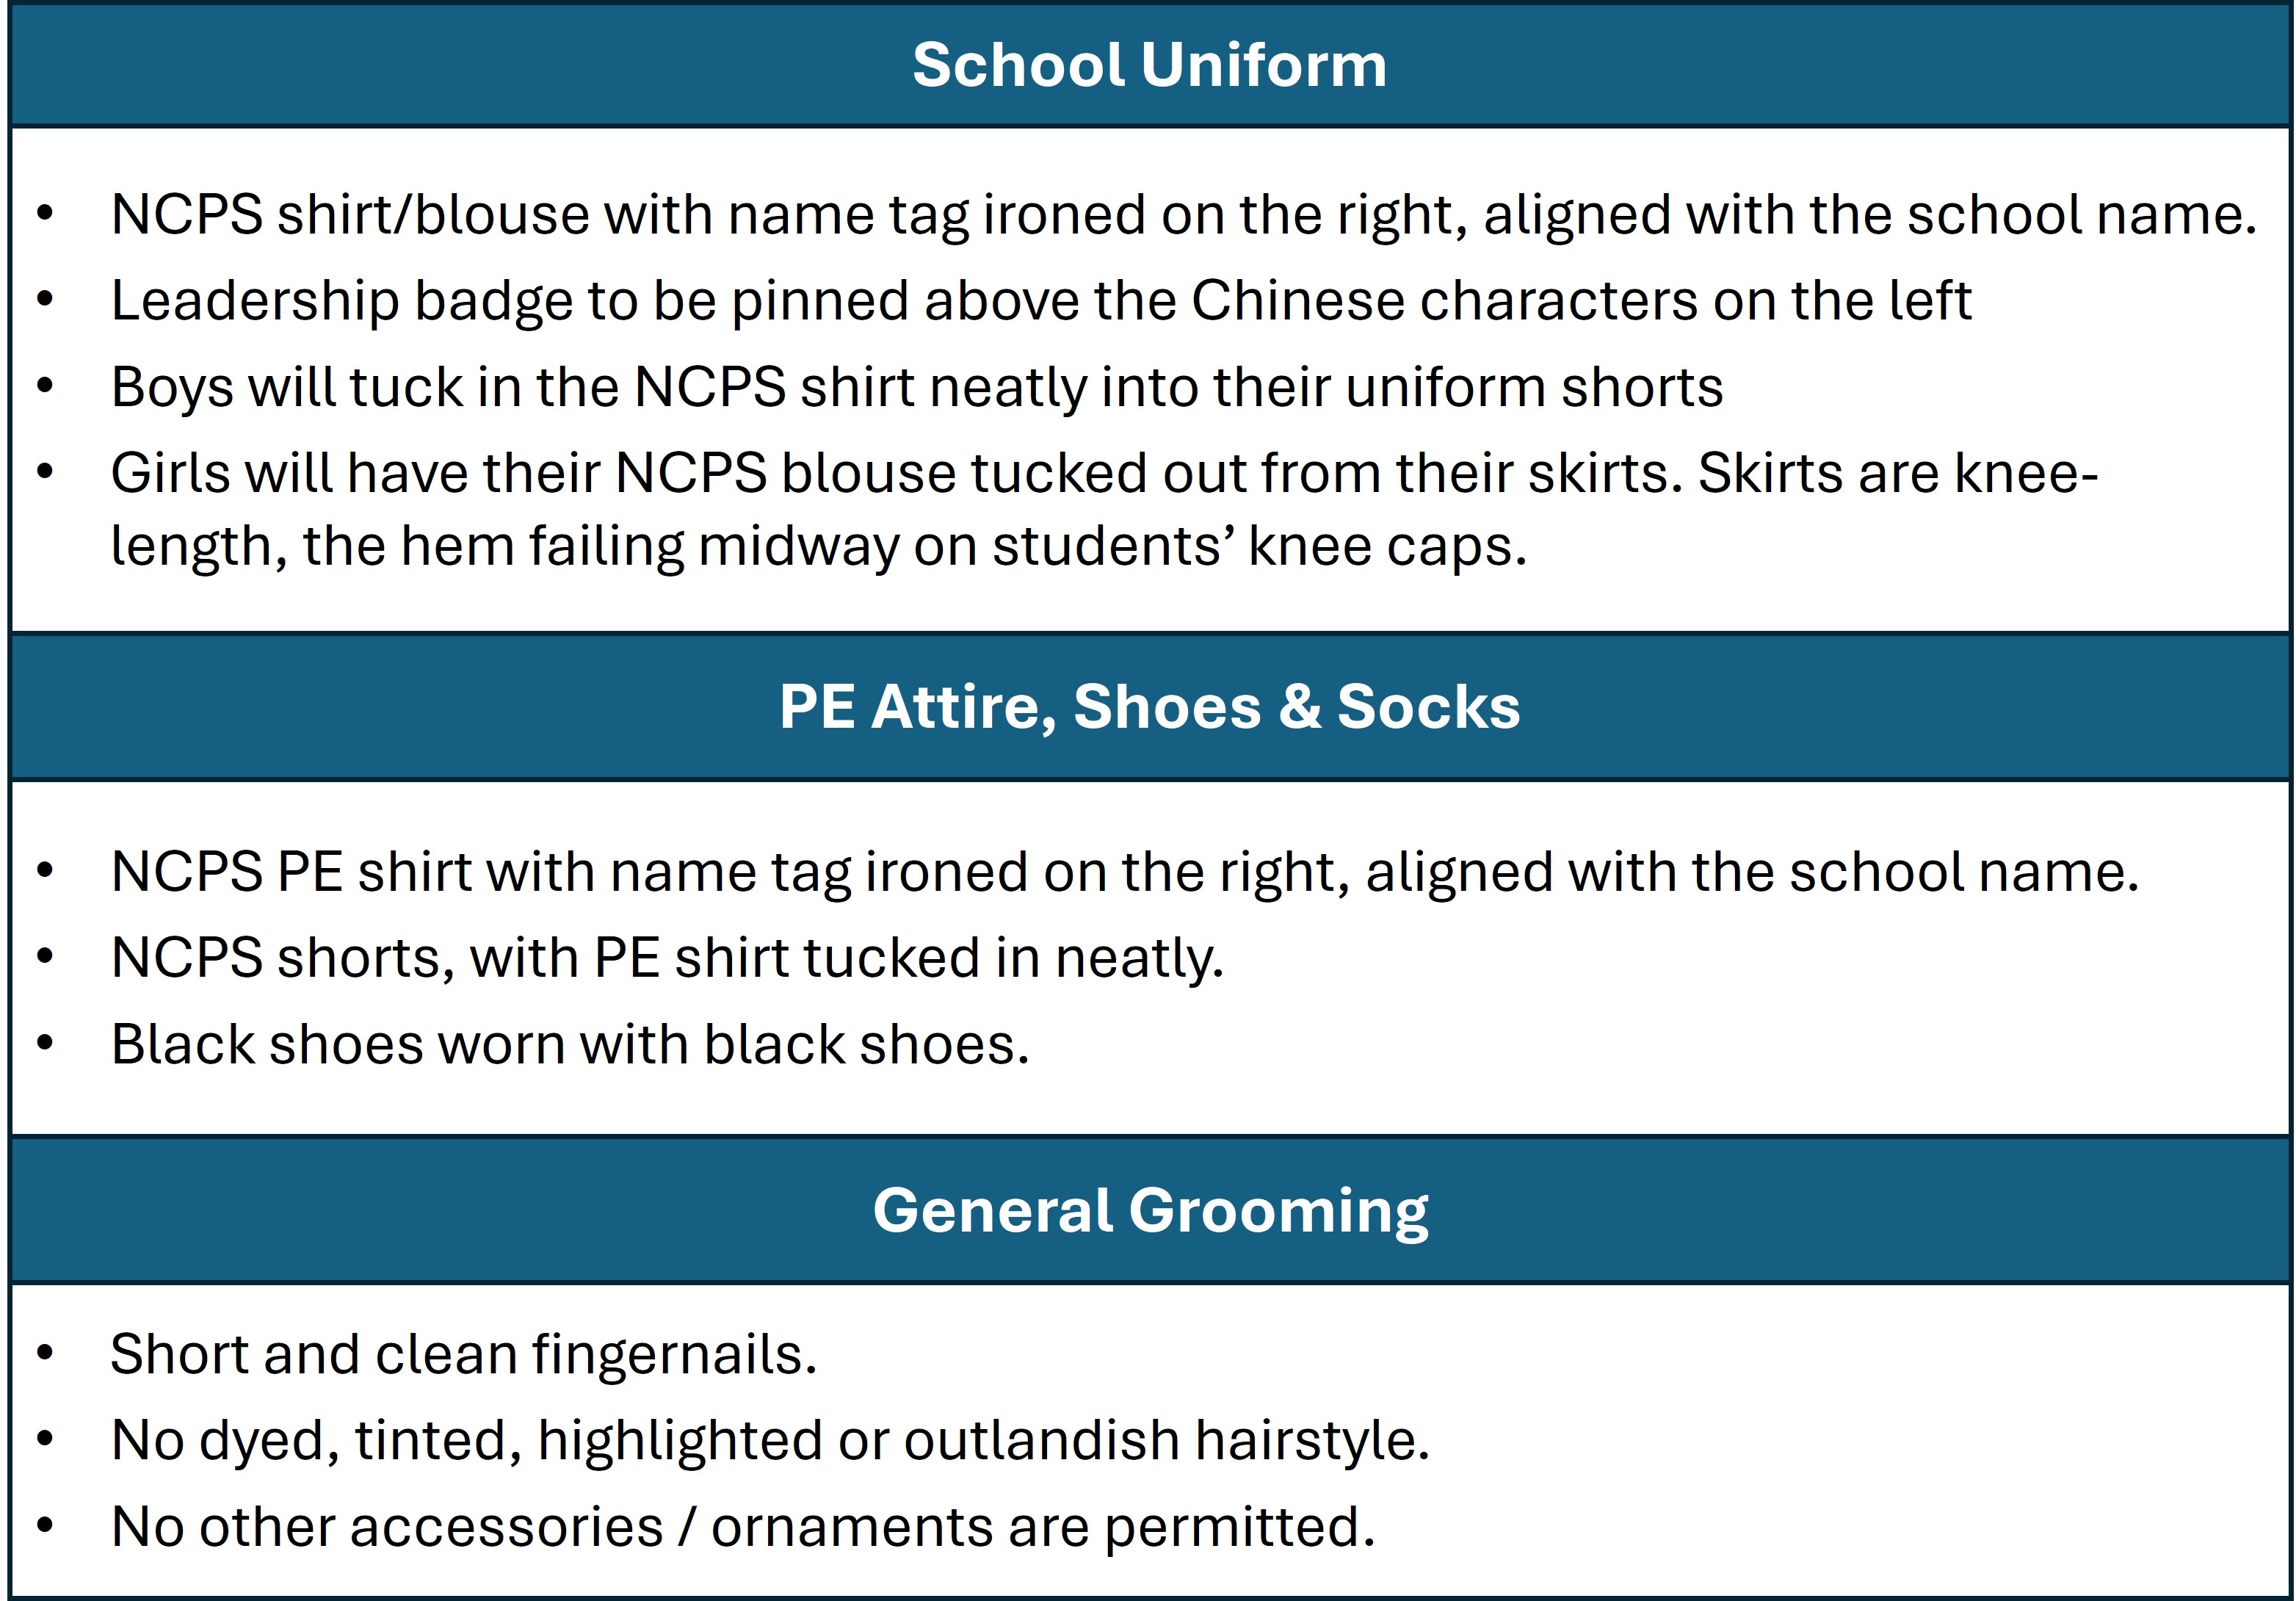 School Uniform
• NCPS shirt/blouse with name tag ironed on the right, aligned with the school name.
• Leadership badge to be pinned above the Chinese characters on the left
• Boys will tuck in the NCPS shirt neatly into their uniform shorts
• Girls will have their NCPS blouse tucked out from their skirts. Skirts are knee-
length, the hem failing midway on students’ knee caps.
PE Attire, Shoes & Socks
• NCPS PE shirt with name tag ironed on the right, aligned with the school name.
• NCPS shorts, with PE shirt tucked in neatly.
• Black shoes worn with black shoes.
General Grooming
• Short and clean fingernails.
• No dyed, tinted, highlighted or outlandish hairstyle.
• No other accessories / ornaments are permitted.